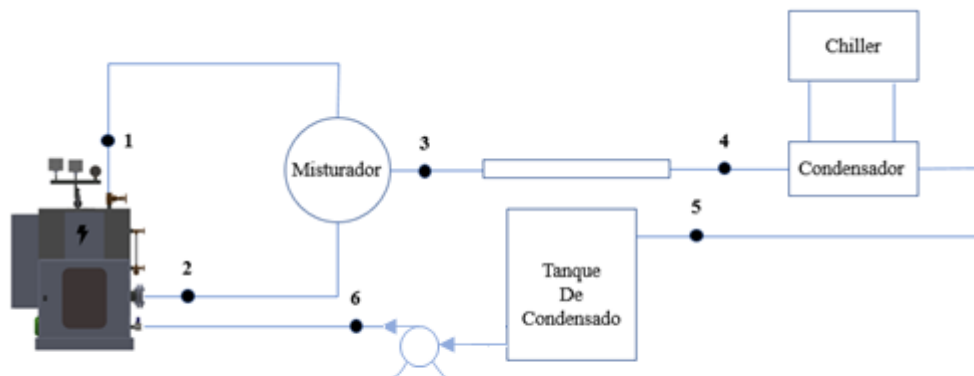 Chiller
1
Misturador
3
4
Condensador
2
5
6
Tanque
De
Condensado